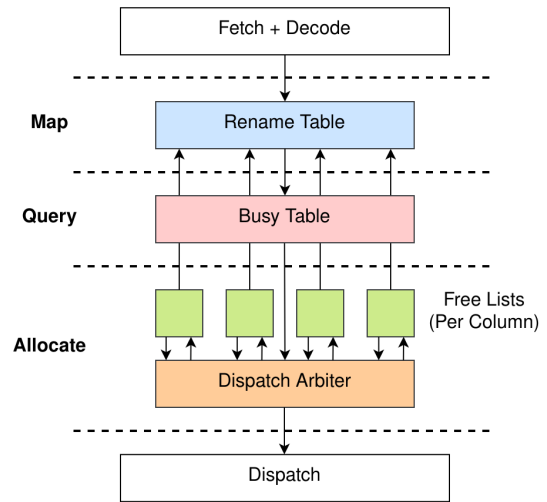 Fetch + Decode
Map
Rename Table
Query
Busy Table
Free Lists
(Per Column)
Allocate
Dispatch Arbiter
Dispatch